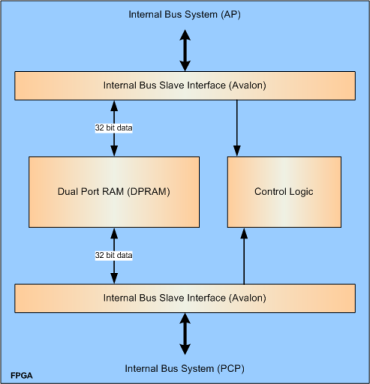 Internal Bus System (AP)
Internal Bus Slave Interface (Avalon)
32 bit data
Dual Port RAM (DPRAM)
Control Logic
32 bit data
Internal Bus Slave Interface (Avalon)
Internal Bus System (PCP)
FPGA